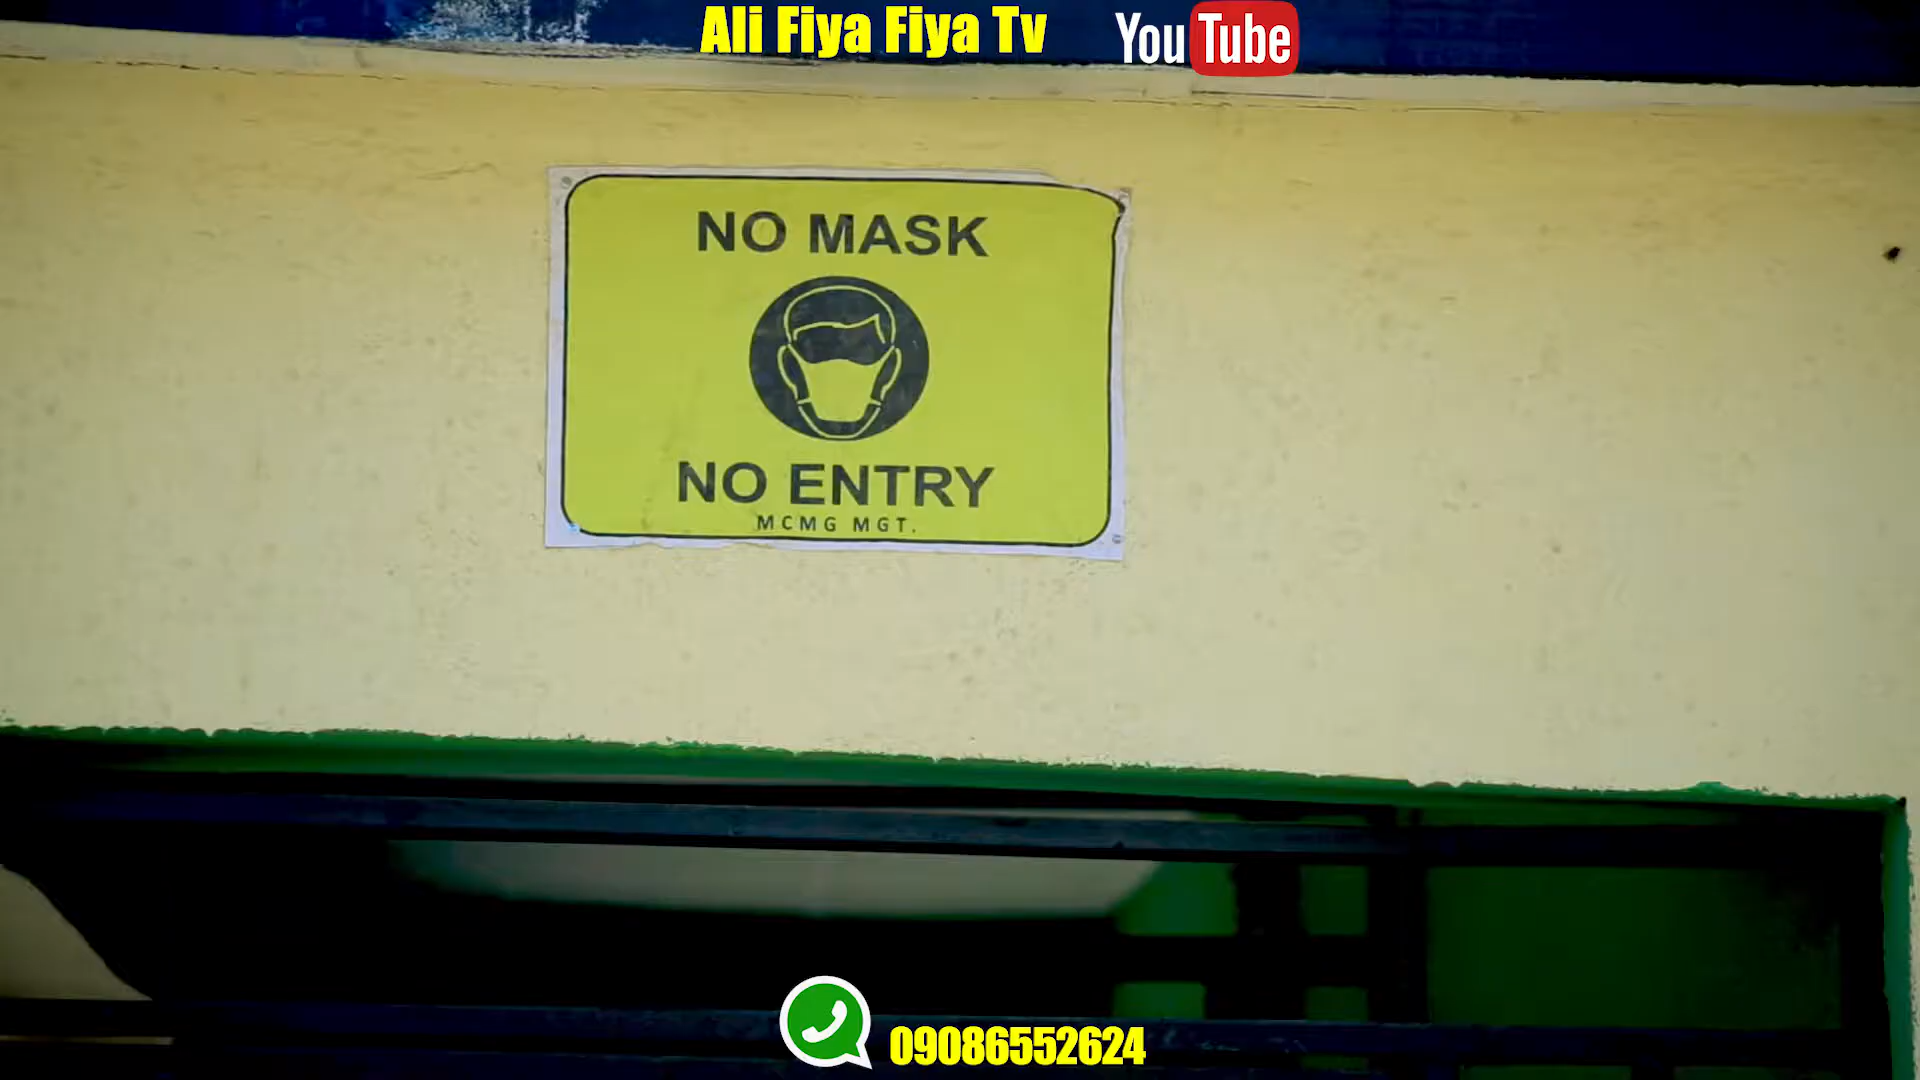 Ali Fiya Fiya Tv YouTube
NO MASK
NO ENTRY
MCMG MGT.
09086552624